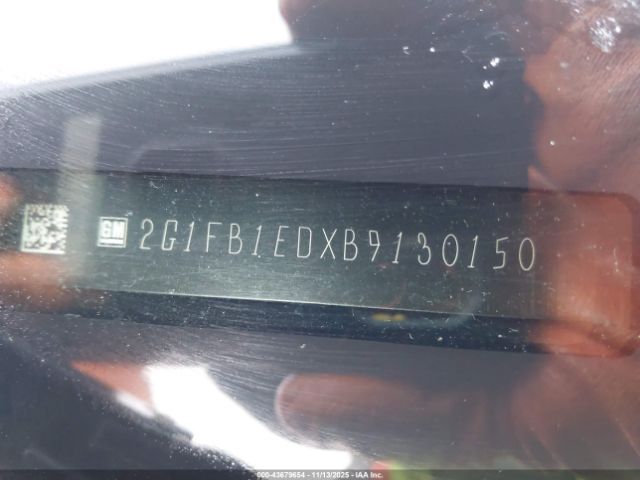 GM 2G1FB1EDXB9130150
000-43679654 - 11/13/2025 - IAA Inc.